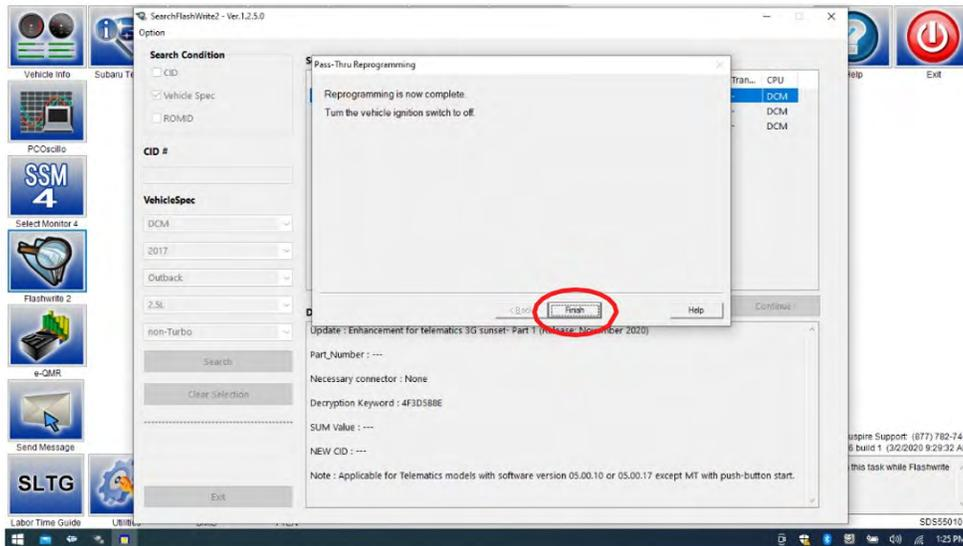 SearchFlashWrite2 - Ver.1.2.5.0
Option
Vehicle Info
Subaru Te
Help
Exit
PCOscillo
SSM
4
Select Monitor 4
Flashwrite 2
e-QMR
Send Message
SLTG
Labor Time Guide
Utilities
Search Condition
CID
Vehicle Spec
ROMID
CID #
VehicleSpec
DCM
2017
Outback
2.5L
non-Turbo
Search
Clear Selection
Exit
Pass-Thru Reprogramming
Reprogramming is now complete.
Turn the vehicle ignition switch to off.
Finish
Help
Tran... CPU
- DCM
- DCM
- DCM
Continue
Update : Enhancement for telematics 3G sunset- Part 1 (Release: November 2020)
Part_Number : ---
Necessary connector : None
Decryption Keyword : 4F3D5B8E
SUM Value : ---
NEW CID : ---
Note : Applicable for Telematics models with software version 05.00.10 or 05.00.17 except MT with push-button start.
uspire Support: (877) 782-74
6 build 1 (3/2/2020 9:29:32 A
this task while Flashwrite
SDS55010
1:25 PM